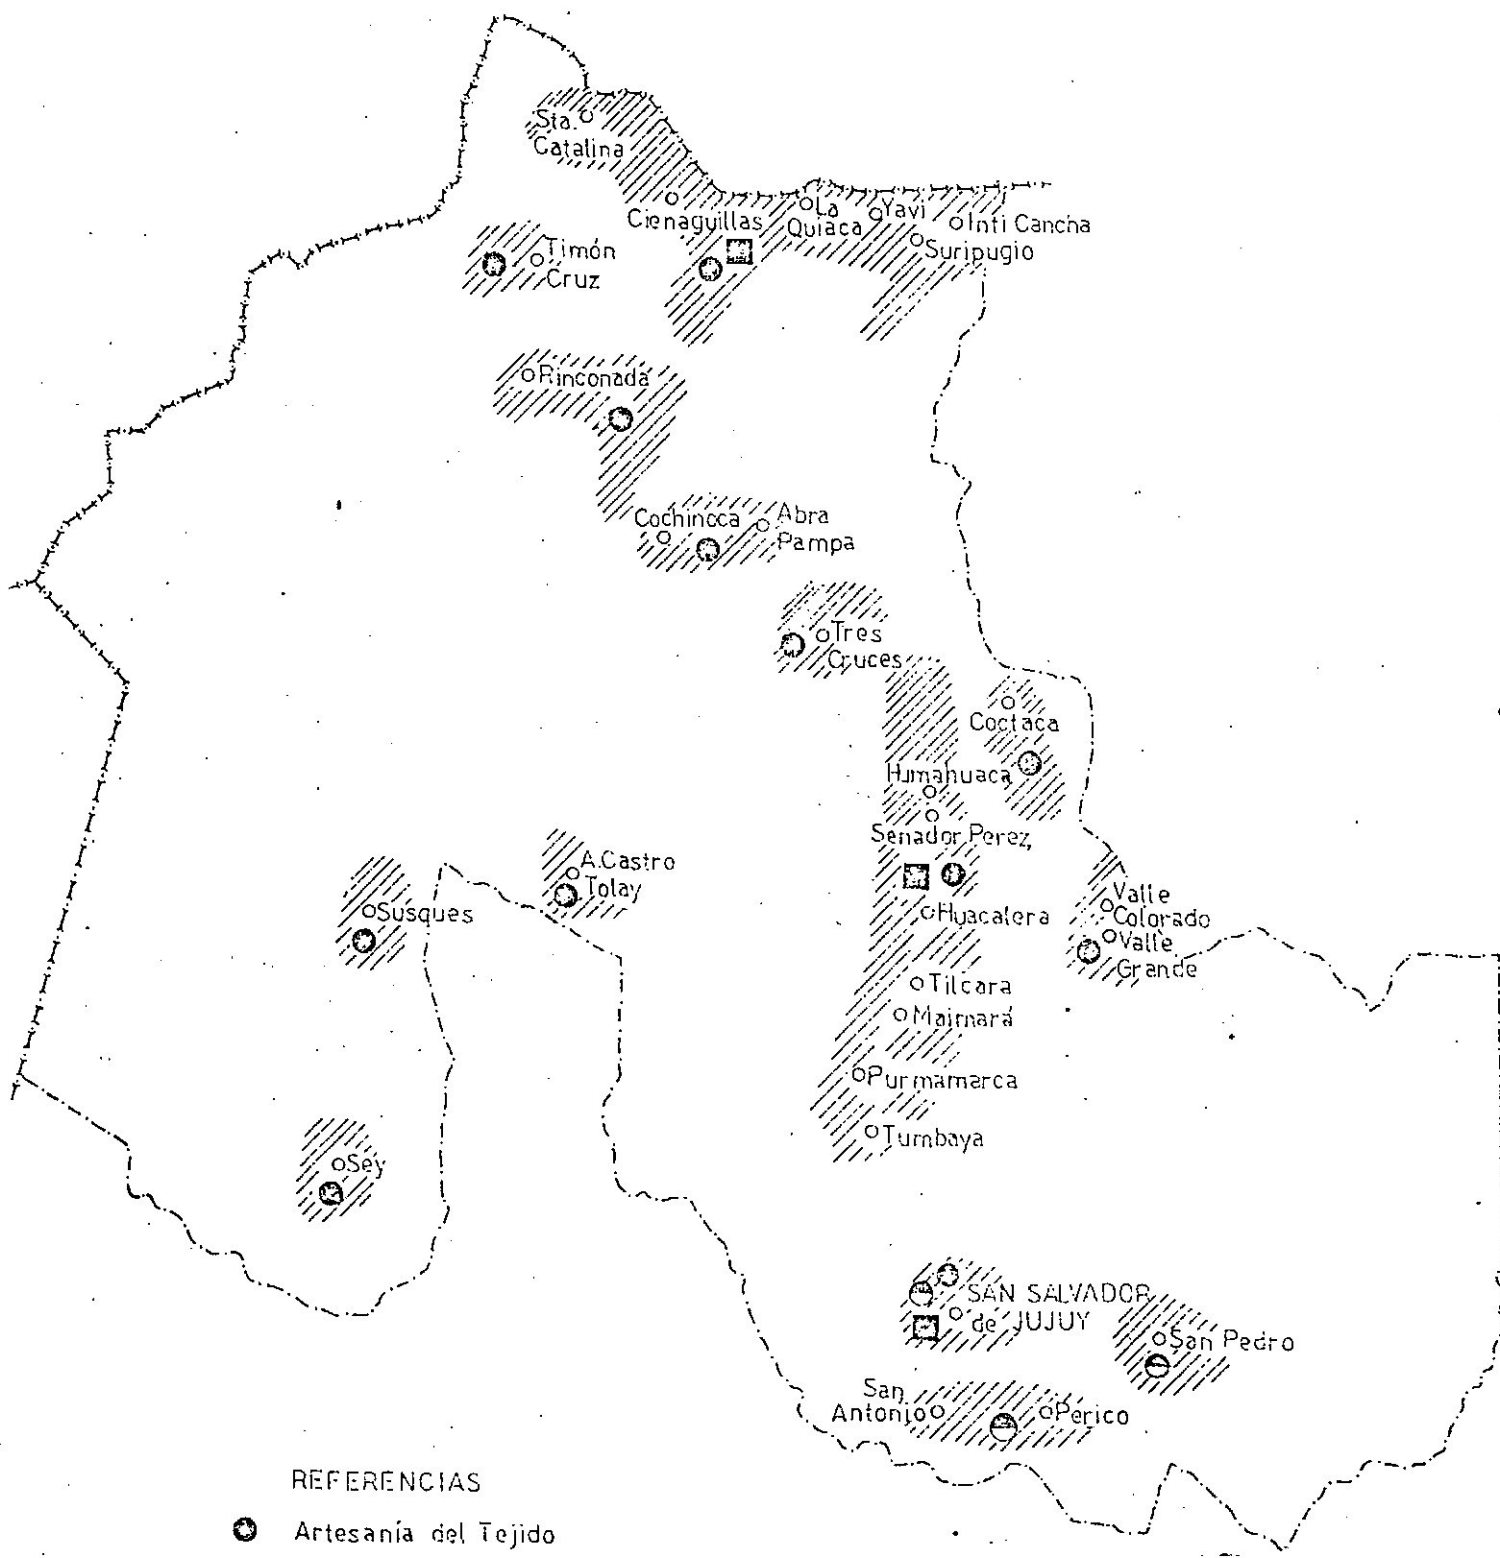 Sta.
Catalina
Cienaguillas
La
Quiaca
Yavi
Inti Cancha
Suripugio
Timón
Cruz
Rinconada
Cochinoca
Abra
Pampa
Tres
Cruces
Coctaca
Humahuaca
Senador Perez
A.Castro
Tolay
Susques
Huacalera
Valle
Colorado
Valle
Grande
Tilcara
Maimará
Purmamarca
Tumbaya
Sey
SAN SALVADOR
de JUJUY
San Pedro
San
Antonio
Perico
REFERENCIAS
Artesanía del Tejido